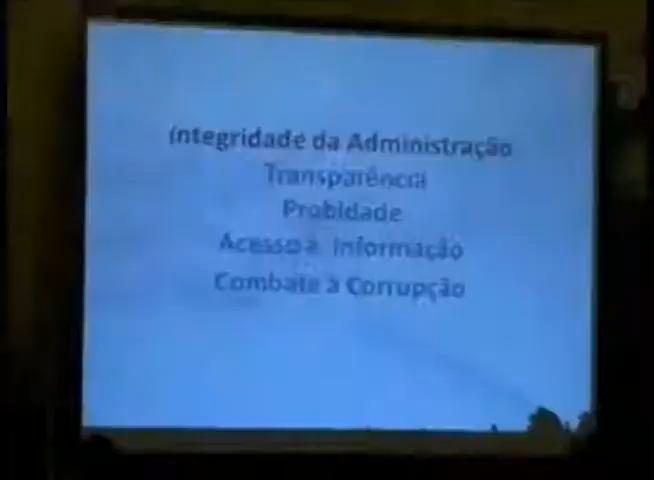 Integridade da Administração
Transparência
Probidade
Acesso à Informação
Combate à Corrupção